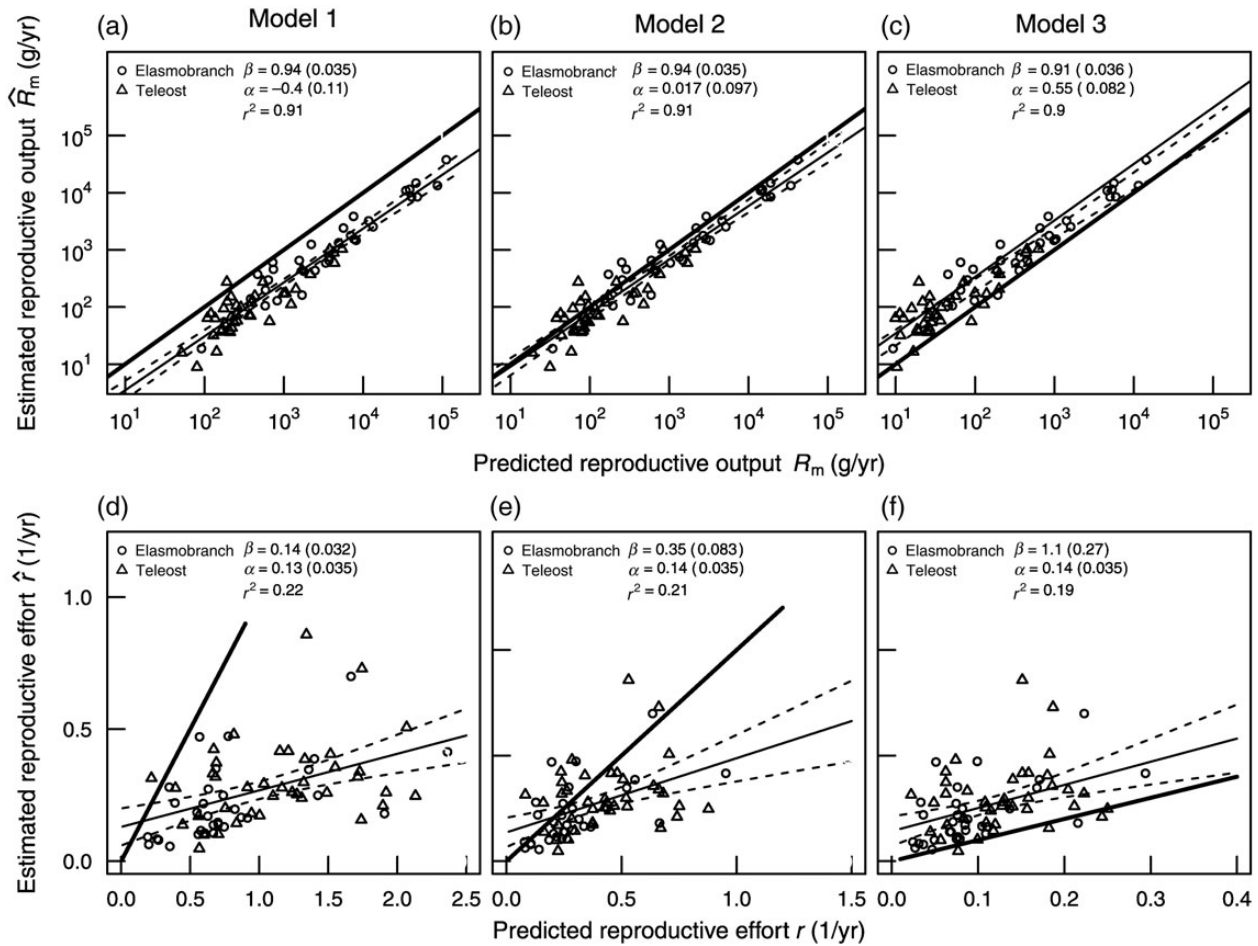 (a) Model 1
(b) Model 2
(c) Model 3
Estimated reproductive output R̂m (g/yr)
Elasmobranch β = 0.94 (0.035)
Teleost α = −0.4 (0.11)
r² = 0.91
Elasmobranch β = 0.94 (0.035)
Teleost α = 0.017 (0.097)
r² = 0.91
Elasmobranch β = 0.91 (0.036)
Teleost α = 0.55 (0.082)
r² = 0.9
10⁵
10⁴
10³
10²
10¹
10¹ 10² 10³ 10⁴ 10⁵
10¹ 10² 10³ 10⁴ 10⁵
10¹ 10² 10³ 10⁴ 10⁵
Predicted reproductive output Rm (g/yr)
(d)
(e)
(f)
Estimated reproductive effort r̂ (1/yr)
Elasmobranch β = 0.14 (0.032)
Teleost α = 0.13 (0.035)
r² = 0.22
Elasmobranch β = 0.35 (0.083)
Teleost α = 0.14 (0.035)
r² = 0.21
Elasmobranch β = 1.1 (0.27)
Teleost α = 0.14 (0.035)
r² = 0.19
1.0
0.5
0.0
0.0 0.5 1.0 1.5 2.0 2.5
0.0 0.5 1.0 1.5
0.0 0.1 0.2 0.3 0.4
Predicted reproductive effort r (1/yr)